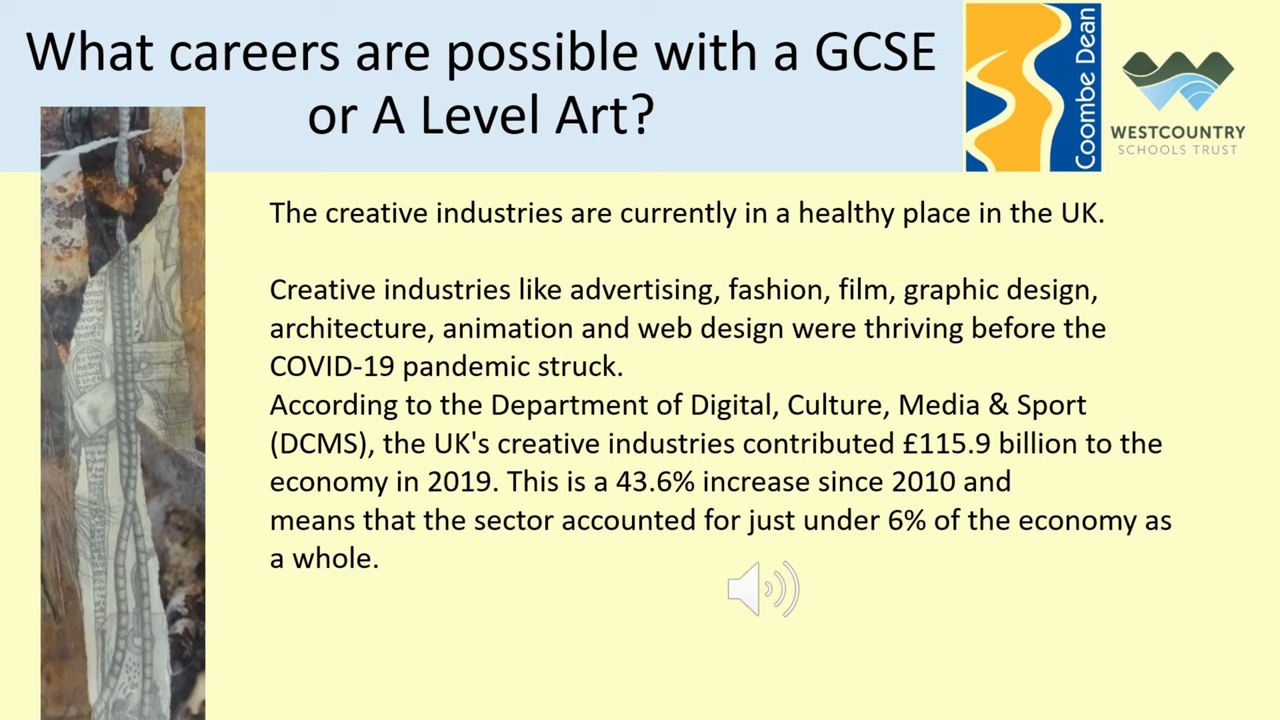 What careers are possible with a GCSE
or A Level Art?
Coombe Dean
WESTCOUNTRY
SCHOOLS TRUST
The creative industries are currently in a healthy place in the UK.
Creative industries like advertising, fashion, film, graphic design,
architecture, animation and web design were thriving before the
COVID-19 pandemic struck.
According to the Department of Digital, Culture, Media & Sport
(DCMS), the UK's creative industries contributed £115.9 billion to the
economy in 2019. This is a 43.6% increase since 2010 and
means that the sector accounted for just under 6% of the economy as
a whole.